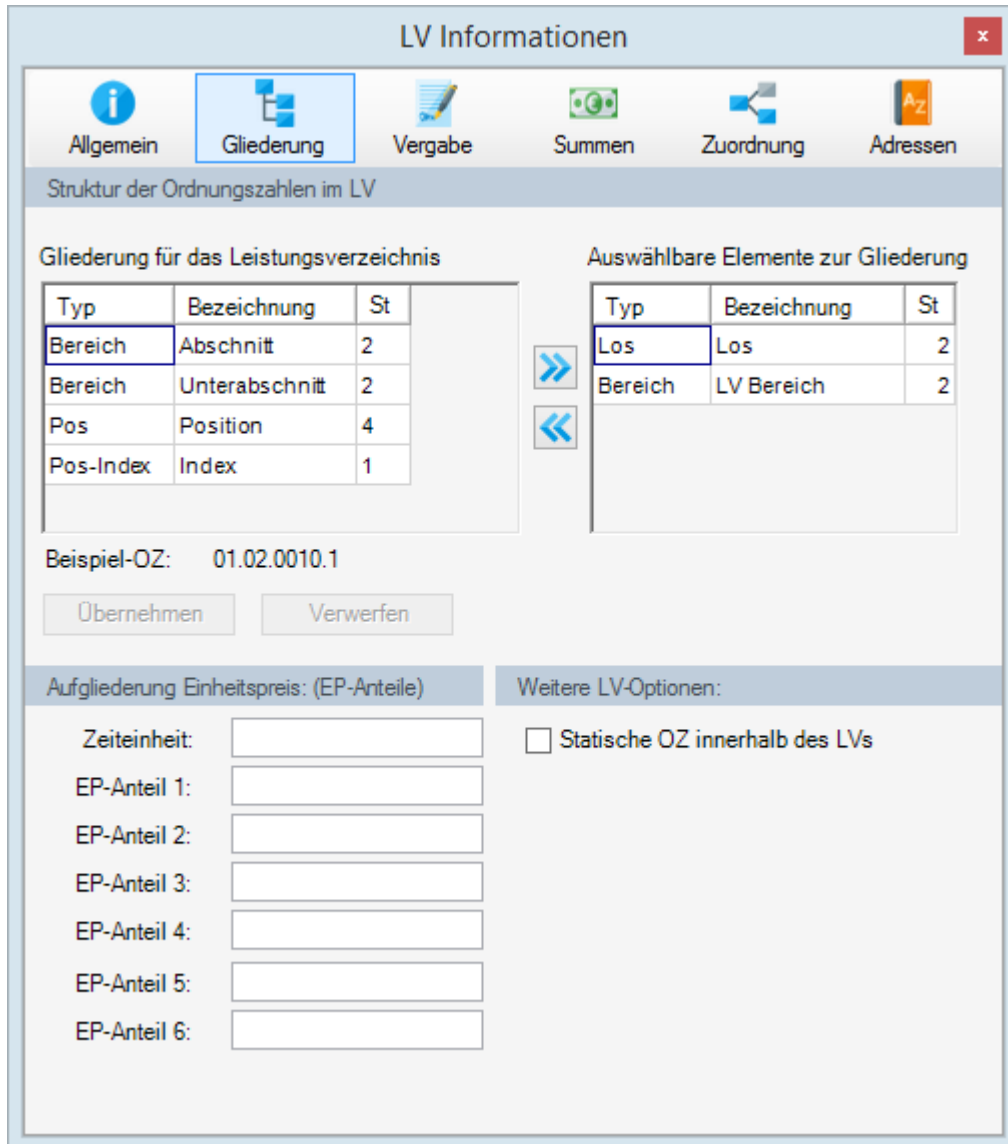 LV Informationen
x
Allgemein Gliederung Vergabe Summen Zuordnung Adressen
Struktur der Ordnungszahlen im LV
Gliederung für das Leistungsverzeichnis
Typ Bezeichnung St
Bereich Abschnitt 2
Bereich Unterabschnitt 2
Pos Position 4
Pos-Index Index 1
Auswählbare Elemente zur Gliederung
Typ Bezeichnung St
Los Los 2
Bereich LV Bereich 2
Beispiel-OZ: 01.02.0010.1
Übernehmen Verwerfen
Aufgliederung Einheitspreis: (EP-Anteile)
Zeiteinheit:
EP-Anteil 1:
EP-Anteil 2:
EP-Anteil 3:
EP-Anteil 4:
EP-Anteil 5:
EP-Anteil 6:
Weitere LV-Optionen:
Statische OZ innerhalb des LVs